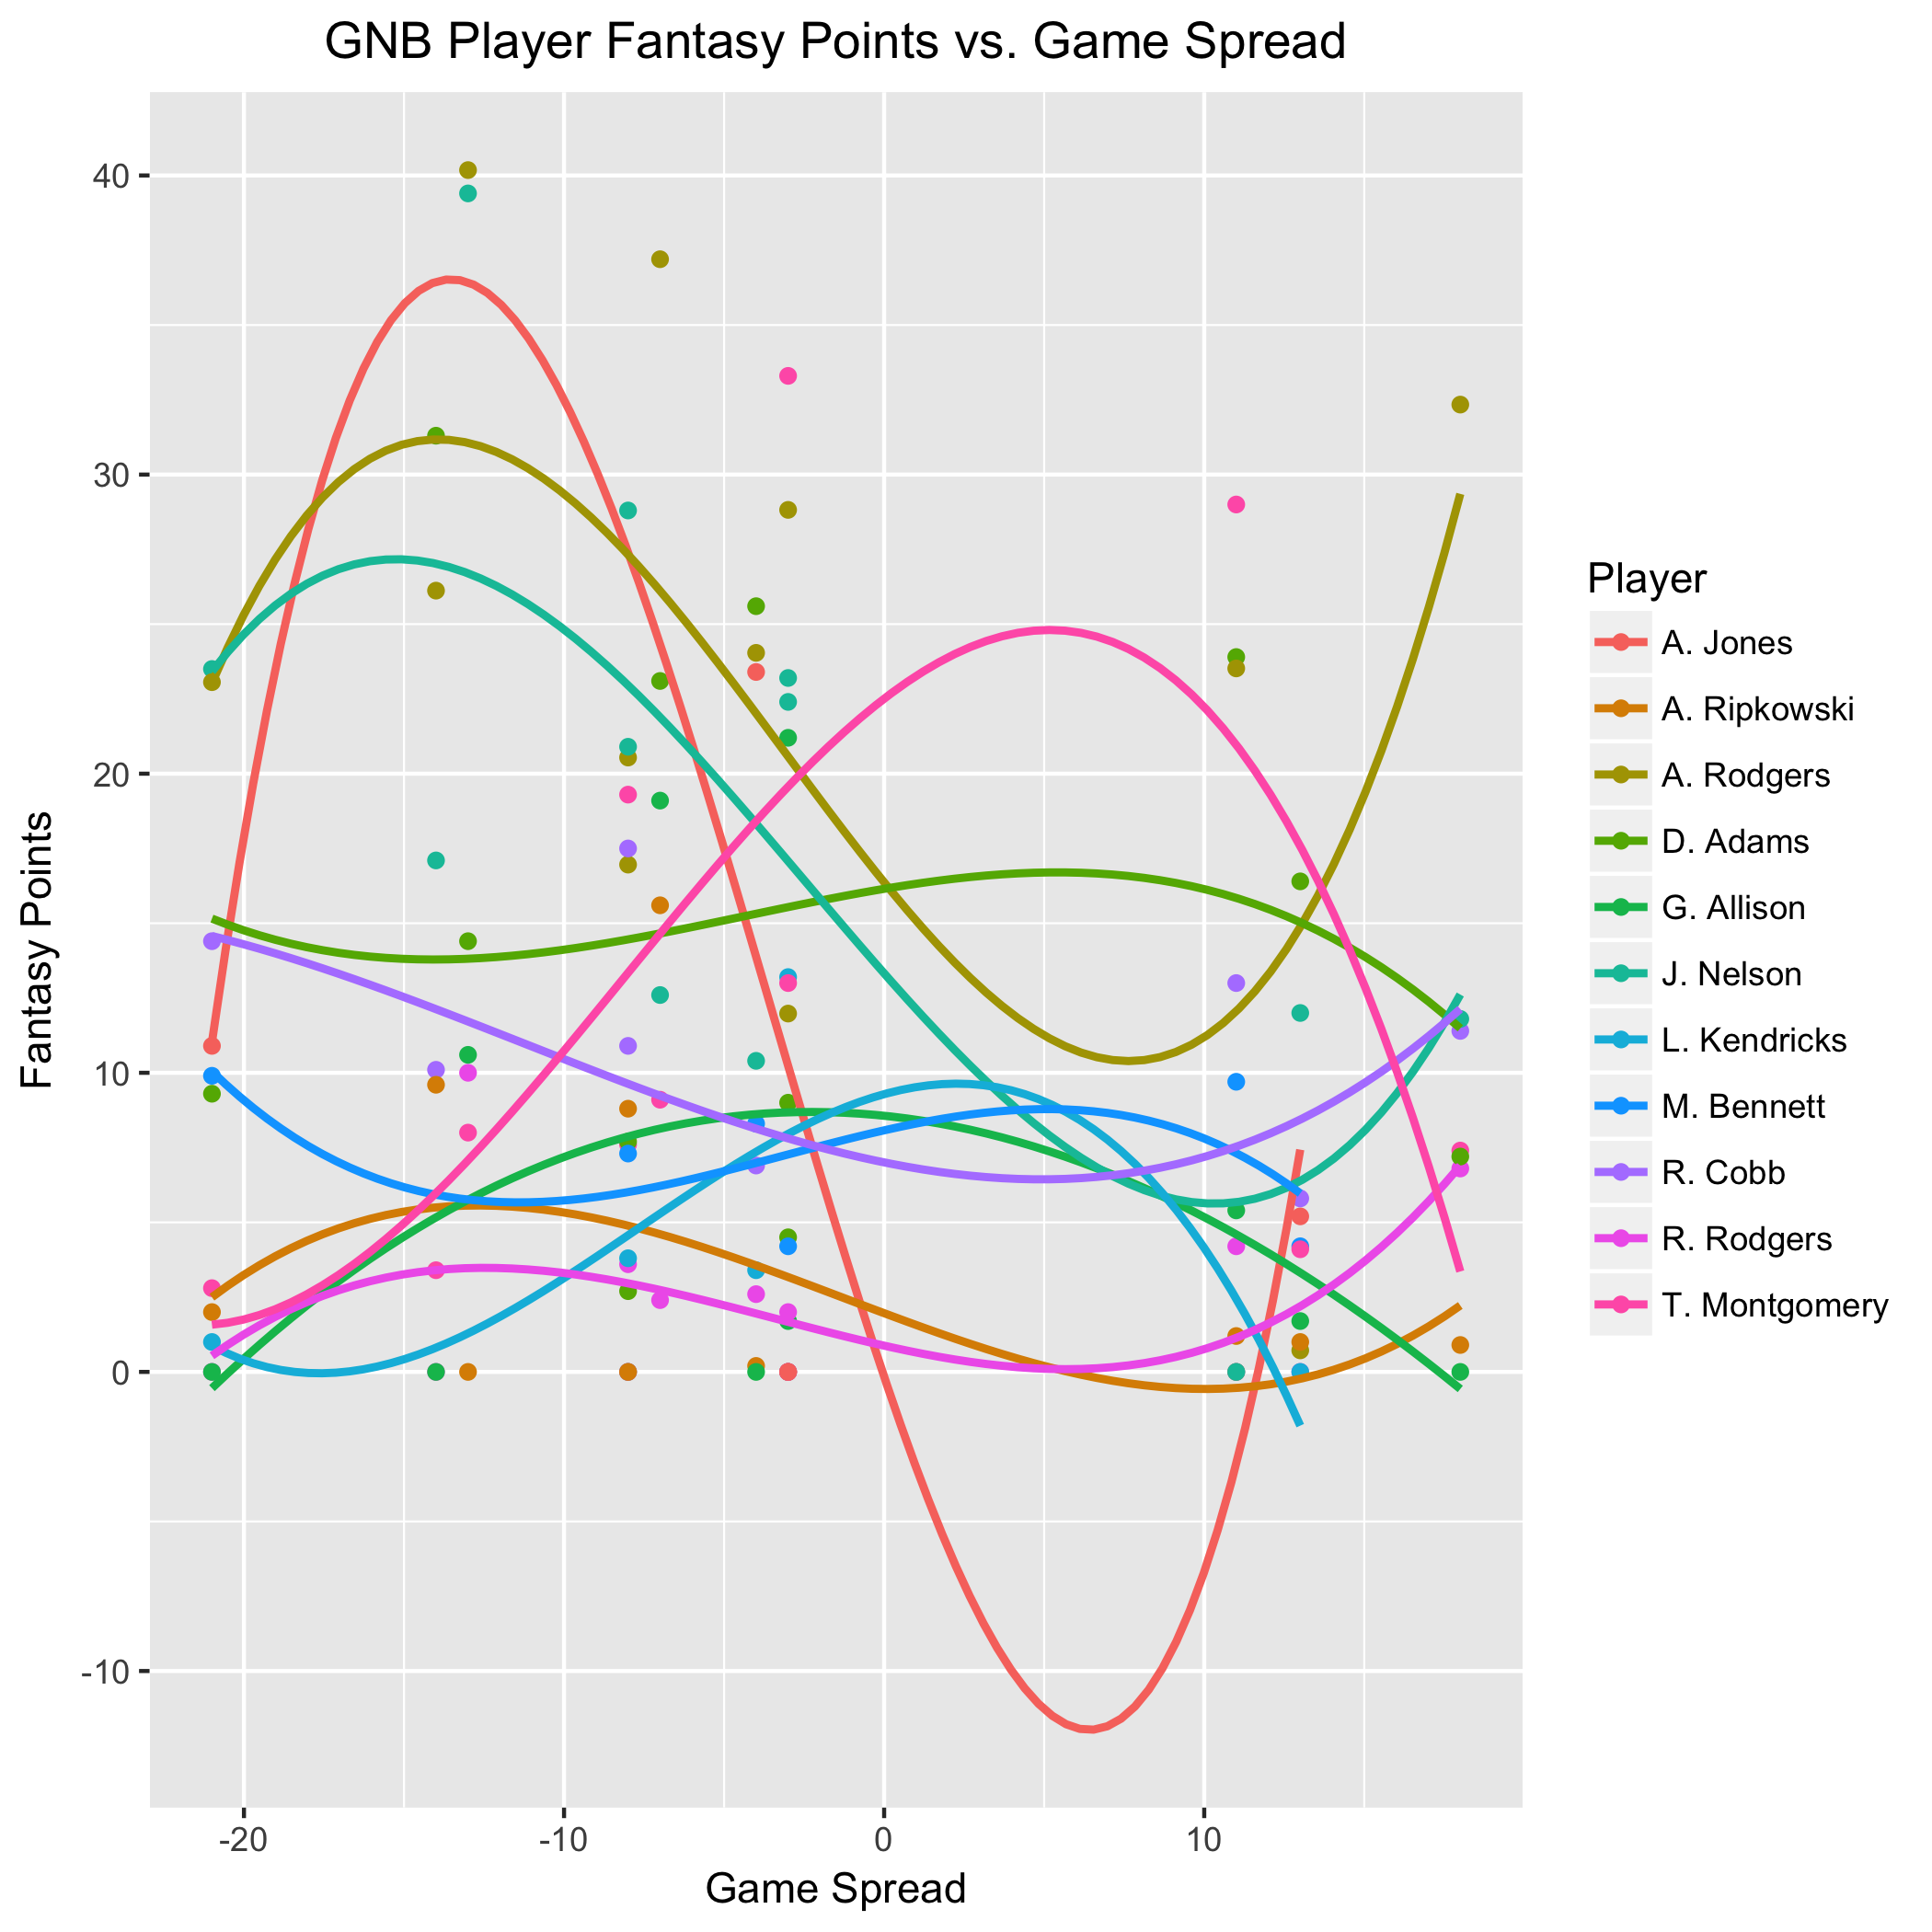 GNB Player Fantasy Points vs. Game Spread
40
30
20
10
0
-10
Fantasy Points
-20
-10
0
10
Game Spread
Player
A. Jones
A. Ripkowski
A. Rodgers
D. Adams
G. Allison
J. Nelson
L. Kendricks
M. Bennett
R. Cobb
R. Rodgers
T. Montgomery